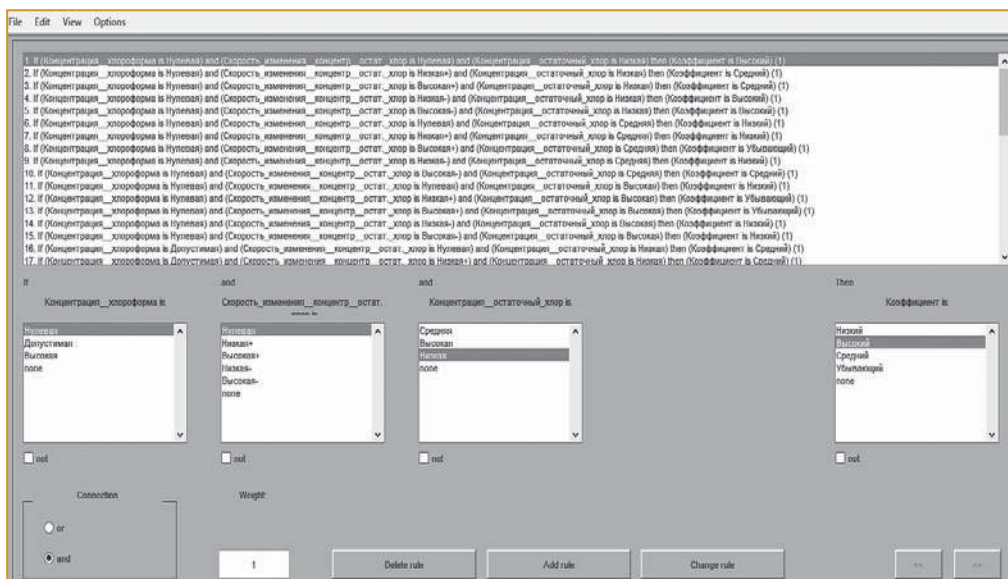 File Edit View Options
1. If (Концентрация__хлороформа is Нулевая) and (Скорость_изменения__концентр__остат._хлор is Нулевая) and (Концентрация__остаточный_хлор is Низкая) then (Коэффициент is Высокий) (1)
2. If (Концентрация__хлороформа is Нулевая) and (Скорость_изменения__концентр__остат._хлор is Низкая+) and (Концентрация__остаточный_хлор is Низкая) then (Коэффициент is Средний) (1)
3. If (Концентрация__хлороформа is Нулевая) and (Скорость_изменения__концентр__остат._хлор is Высокая+) and (Концентрация__остаточный_хлор is Низкая) then (Коэффициент is Средний) (1)
4. If (Концентрация__хлороформа is Нулевая) and (Скорость_изменения__концентр__остат._хлор is Низкая-) and (Концентрация__остаточный_хлор is Низкая) then (Коэффициент is Высокий) (1)
5. If (Концентрация__хлороформа is Нулевая) and (Скорость_изменения__концентр__остат._хлор is Высокая-) and (Концентрация__остаточный_хлор is Низкая) then (Коэффициент is Высокий) (1)
6. If (Концентрация__хлороформа is Нулевая) and (Скорость_изменения__концентр__остат._хлор is Нулевая) and (Концентрация__остаточный_хлор is Средняя) then (Коэффициент is Низкий) (1)
7. If (Концентрация__хлороформа is Нулевая) and (Скорость_изменения__концентр__остат._хлор is Низкая+) and (Концентрация__остаточный_хлор is Средняя) then (Коэффициент is Низкий) (1)
8. If (Концентрация__хлороформа is Нулевая) and (Скорость_изменения__концентр__остат._хлор is Высокая+) and (Концентрация__остаточный_хлор is Средняя) then (Коэффициент is Убывающий) (1)
9. If (Концентрация__хлороформа is Нулевая) and (Скорость_изменения__концентр__остат._хлор is Низкая-) and (Концентрация__остаточный_хлор is Средняя) then (Коэффициент is Низкий) (1)
10. If (Концентрация__хлороформа is Нулевая) and (Скорость_изменения__концентр__остат._хлор is Высокая-) and (Концентрация__остаточный_хлор is Средняя) then (Коэффициент is Средний) (1)
11. If (Концентрация__хлороформа is Нулевая) and (Скорость_изменения__концентр__остат._хлор is Нулевая) and (Концентрация__остаточный_хлор is Высокая) then (Коэффициент is Низкий) (1)
12. If (Концентрация__хлороформа is Нулевая) and (Скорость_изменения__концентр__остат._хлор is Низкая+) and (Концентрация__остаточный_хлор is Высокая) then (Коэффициент is Убывающий) (1)
13. If (Концентрация__хлороформа is Нулевая) and (Скорость_изменения__концентр__остат._хлор is Высокая+) and (Концентрация__остаточный_хлор is Высокая) then (Коэффициент is Убывающий) (1)
14. If (Концентрация__хлороформа is Нулевая) and (Скорость_изменения__концентр__остат._хлор is Низкая-) and (Концентрация__остаточный_хлор is Высокая) then (Коэффициент is Низкий) (1)
15. If (Концентрация__хлороформа is Нулевая) and (Скорость_изменения__концентр__остат._хлор is Высокая-) and (Концентрация__остаточный_хлор is Высокая) then (Коэффициент is Низкий) (1)
16. If (Концентрация__хлороформа is Допустимая) and (Скорость_изменения__концентр__остат._хлор is Нулевая) and (Концентрация__остаточный_хлор is Низкая) then (Коэффициент is Средний) (1)
17. If (Концентрация__хлороформа is Допустимая) and (Скорость_изменения__концентр__остат._хлор is Низкая+) and (Концентрация__остаточный_хлор is Низкая) then (Коэффициент is Средний) (1)
If and and Then
Концентрация__хлороформа is Скорость_изменения__концентр__остат. Концентрация__остаточный_хлор is Коэффициент is
Нулевая
Допустимая
Высокая
none
Нулевая
Низкая+
Высокая+
Низкая-
Высокая-
none
Средняя
Высокая
Низкая
none
Низкий
Высокий
Средний
Убывающий
none
not not not not
Connection Weight:
or
and
1 Delete rule Add rule Change rule << >>